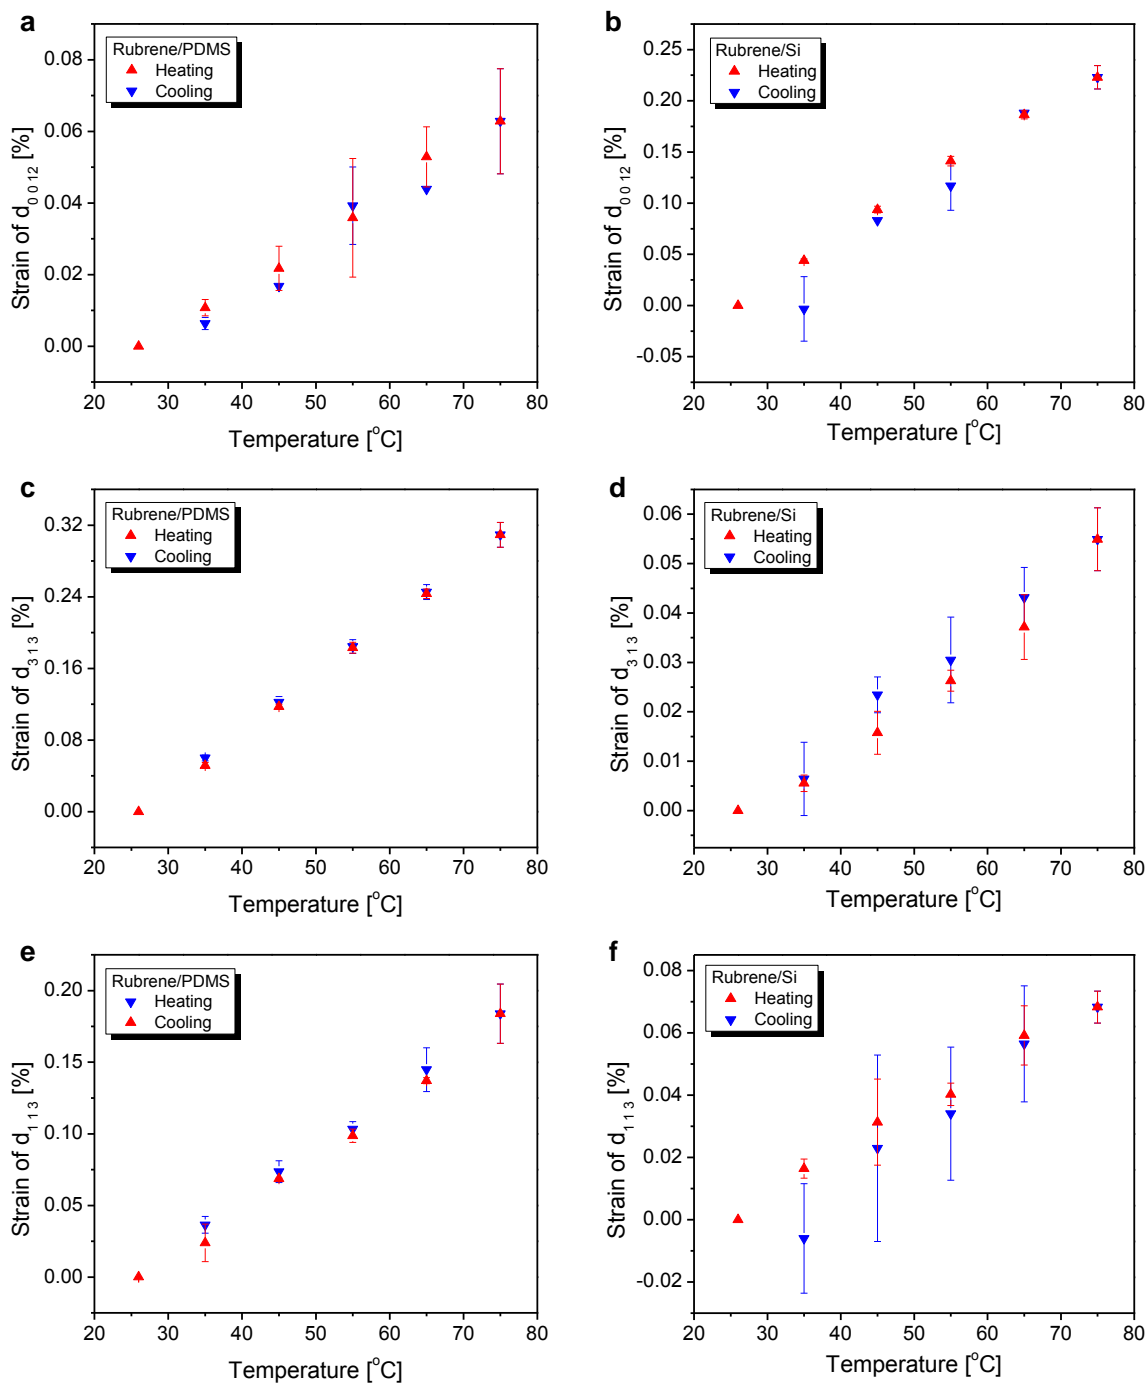 a
Rubrene/PDMS
Heating
Cooling
0.08
0.06
0.04
0.02
0.00
Strain of d0 0 12 [%]
20 30 40 50 60 70 80
Temperature [oC]
b
Rubrene/Si
Heating
Cooling
0.25
0.20
0.15
0.10
0.05
0.00
-0.05
Strain of d0 0 12 [%]
20 30 40 50 60 70 80
Temperature [oC]
c
Rubrene/PDMS
Heating
Cooling
0.32
0.24
0.16
0.08
0.00
Strain of d3 1 3 [%]
20 30 40 50 60 70 80
Temperature [oC]
d
Rubrene/Si
Heating
Cooling
0.06
0.05
0.04
0.03
0.02
0.01
0.00
Strain of d3 1 3 [%]
20 30 40 50 60 70 80
Temperature [oC]
e
Rubrene/PDMS
Heating
Cooling
0.20
0.15
0.10
0.05
0.00
Strain of d1 1 3 [%]
20 30 40 50 60 70 80
Temperature [oC]
f
Rubrene/Si
Heating
Cooling
0.08
0.06
0.04
0.02
0.00
-0.02
Strain of d1 1 3 [%]
20 30 40 50 60 70 80
Temperature [oC]